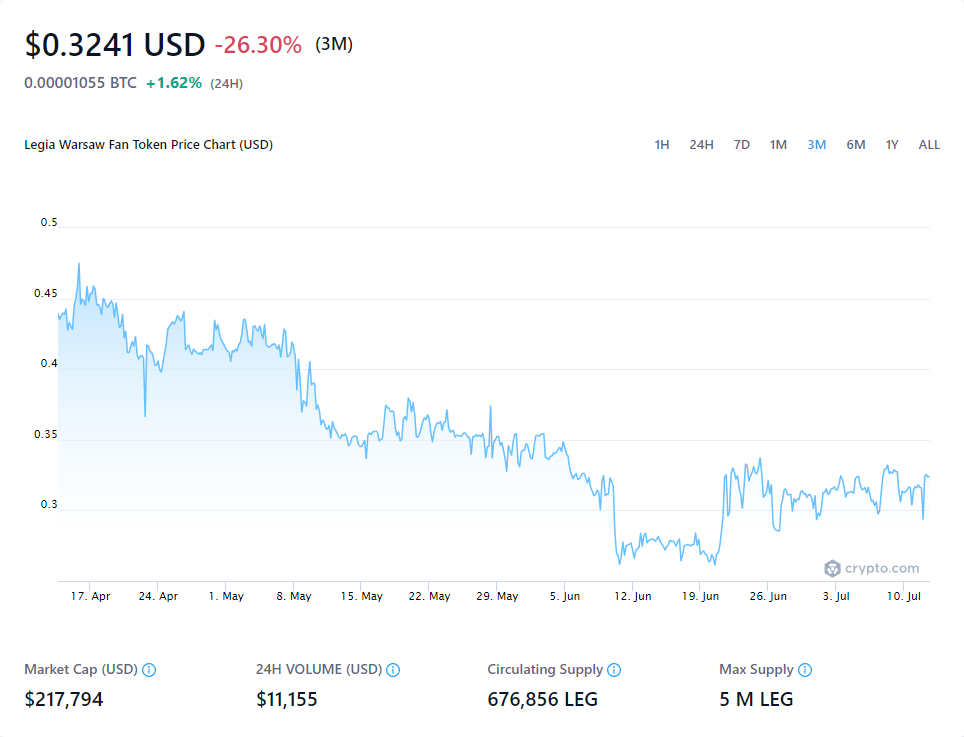 $0.3241 USD -26.30% (3M)
0.00001055 BTC +1.62% (24H)
Legia Warsaw Fan Token Price Chart (USD)
1H 24H 7D 1M 3M 6M 1Y ALL
0.5
0.45
0.4
0.35
0.3
crypto.com
17. Apr 24. Apr 1. May 8. May 15. May 22. May 29. May 5. Jun 12. Jun 19. Jun 26. Jun 3. Jul 10. Jul
Market Cap (USD) 24H VOLUME (USD) Circulating Supply Max Supply
$217,794 $11,155 676,856 LEG 5 M LEG